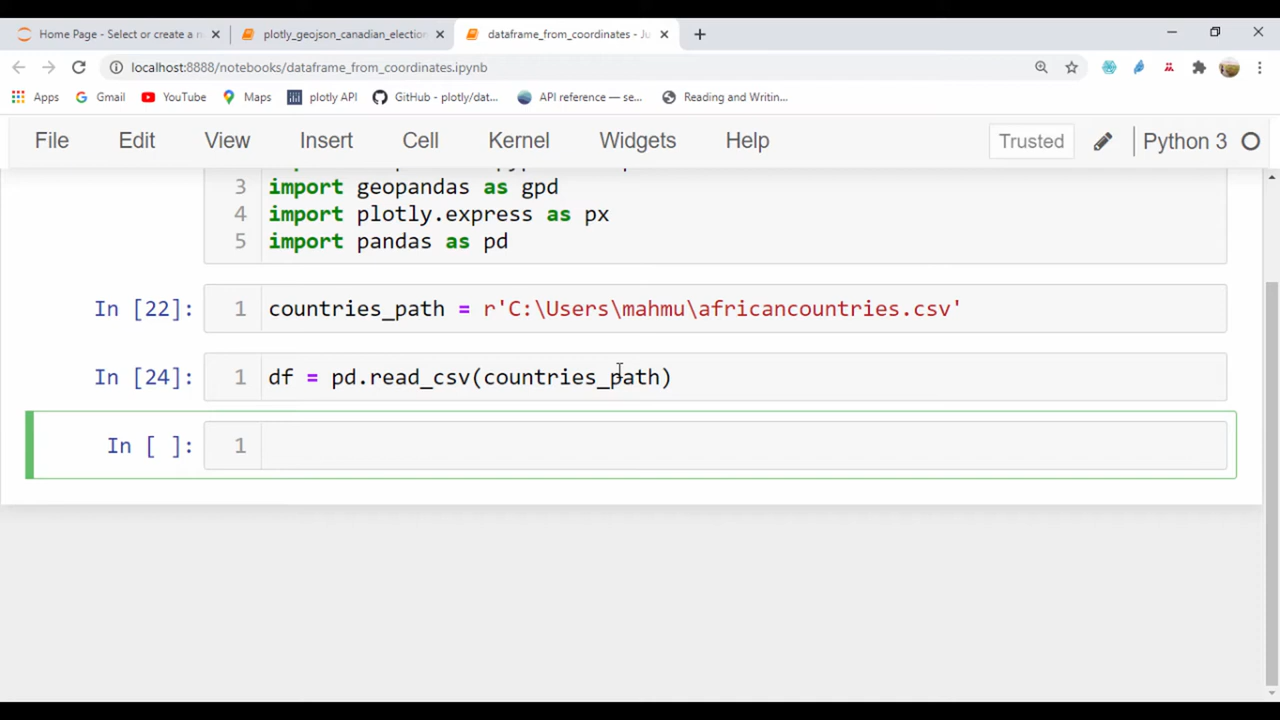 Home Page - Select or create a n
plotly_geojson_canadian_election
dataframe_from_coordinates - Ju
localhost:8888/notebooks/dataframe_from_coordinates.ipynb
Apps Gmail YouTube Maps plotly API GitHub - plotly/dat... API reference — se... Reading and Writin...
File Edit View Insert Cell Kernel Widgets Help Trusted Python 3
3 import geopandas as gpd
4 import plotly.express as px
5 import pandas as pd
In [22]: 1 countries_path = r'C:\Users\mahmu\africancountries.csv'
In [24]: 1 df = pd.read_csv(countries_path)
In [ ]: 1